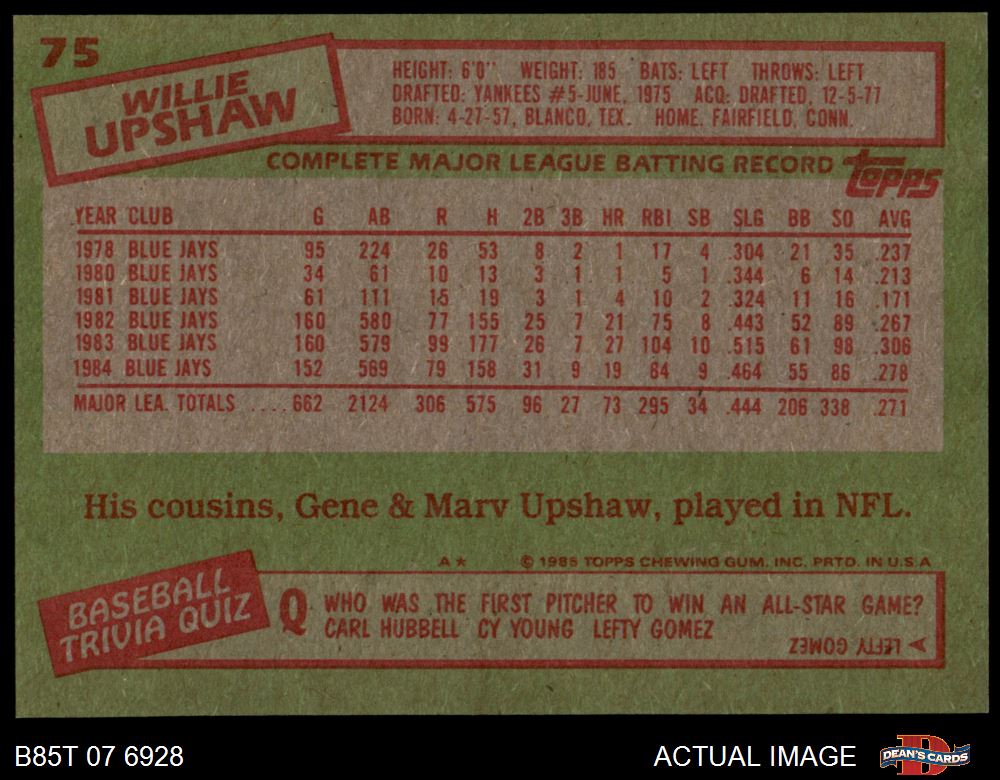 75
WILLIE
UPSHAW
HEIGHT: 6'0" WEIGHT: 185 BATS: LEFT THROWS: LEFT
DRAFTED: YANKEES #5-JUNE, 1975 ACQ: DRAFTED, 12-5-77
BORN: 4-27-57, BLANCO, TEX. HOME. FAIRFIELD, CONN.
COMPLETE MAJOR LEAGUE BATTING RECORD
topps
YEAR CLUB G AB R H 2B 3B HR RBI SB SLG BB SO AVG
1978 BLUE JAYS 95 224 26 53 8 2 1 17 4 .304 21 35 .237
1980 BLUE JAYS 34 61 10 13 3 1 1 5 1 .344 6 14 .213
1981 BLUE JAYS 61 111 15 19 3 1 4 10 2 .324 11 16 .171
1982 BLUE JAYS 160 580 77 155 25 7 21 75 8 .443 52 89 .267
1983 BLUE JAYS 160 579 99 177 26 7 27 104 10 .515 61 98 .306
1984 BLUE JAYS 152 569 79 158 31 9 19 84 9 .464 55 86 .278
MAJOR LEA. TOTALS ....662 2124 306 575 96 27 73 295 34 .444 206 338 .271
His cousins, Gene & Marv Upshaw, played in NFL.
A* © 1985 TOPPS CHEWING GUM. INC. PRTD. IN U.S.A
BASEBALL
TRIVIA QUIZ
Q WHO WAS THE FIRST PITCHER TO WIN AN ALL-STAR GAME?
CARL HUBBELL CY YOUNG LEFTY GOMEZ
LEFTY GOMEZ
B85T 07 6928
ACTUAL IMAGE
D
DEAN'S CARDS